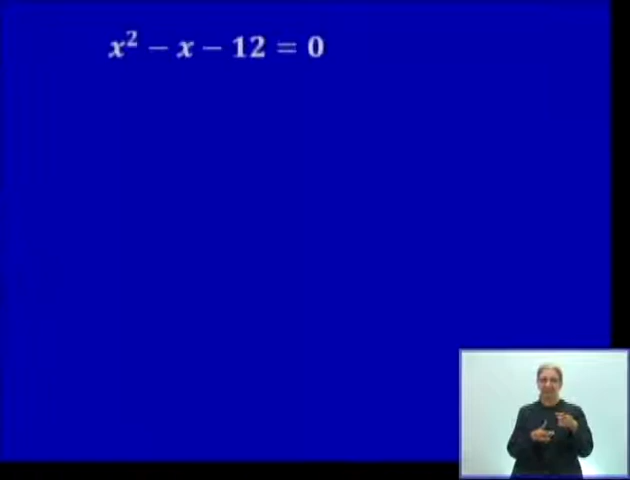 x² − x − 12 = 0